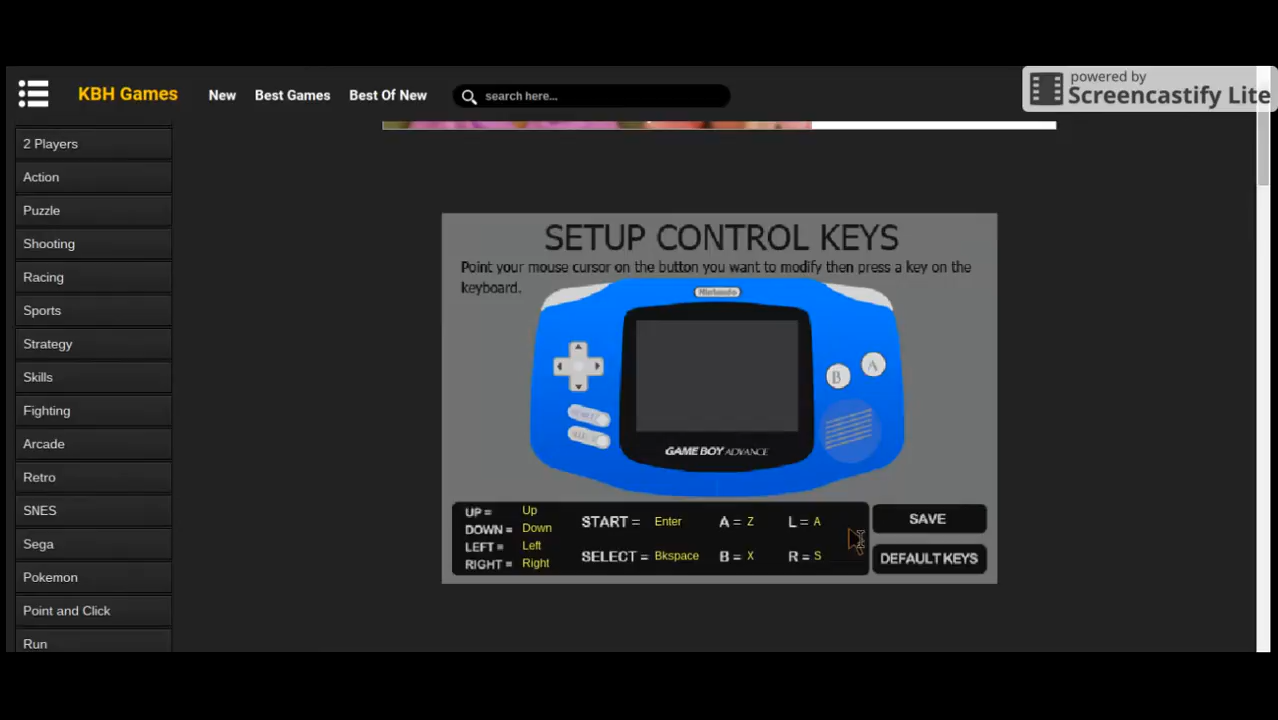 powered by
Screencastify Lite
KBH Games New Best Games Best Of New search here...
2 Players
Action
Puzzle
Shooting
Racing
Sports
Strategy
Skills
Fighting
Arcade
Retro
SNES
Sega
Pokemon
Point and Click
Run
SETUP CONTROL KEYS
Point your mouse cursor on the button you want to modify then press a key on the
keyboard.
Nintendo
B A
GAME BOY ADVANCE
UP = Up
DOWN = Down
LEFT = Left
RIGHT = Right
START = Enter
SELECT = Bkspace
A = Z
B = X
L = A
R = S
SAVE
DEFAULT KEYS